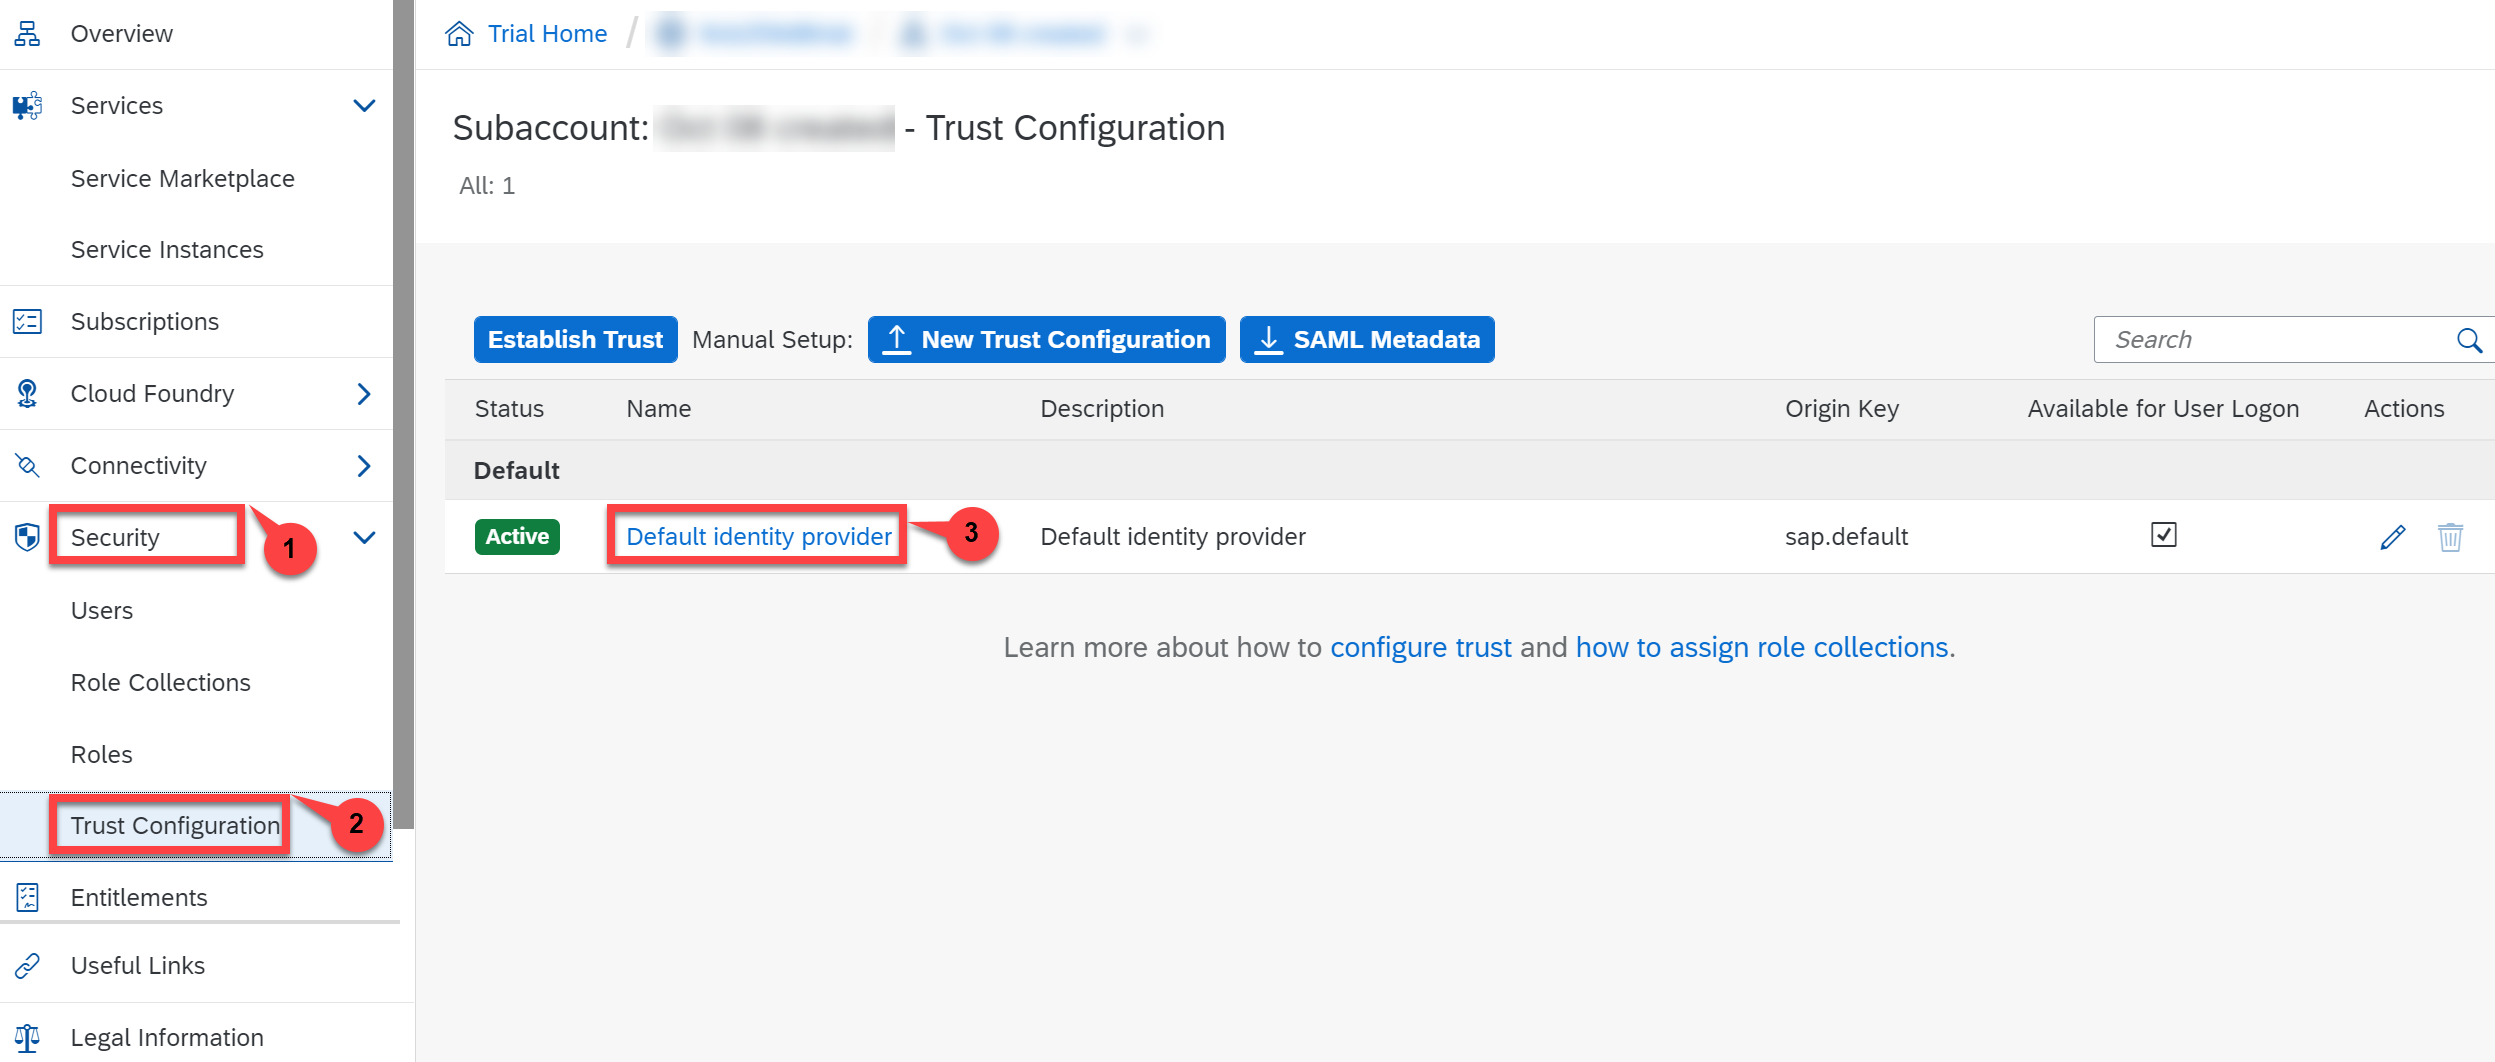 Overview
Services
Service Marketplace
Service Instances
Subscriptions
Cloud Foundry
Connectivity
Security
1
Users
Role Collections
Roles
Trust Configuration
2
Entitlements
Useful Links
Legal Information
Trial Home /
Subaccount: - Trust Configuration
All: 1
Establish Trust Manual Setup: New Trust Configuration SAML Metadata Search
Status Name Description Origin Key Available for User Logon Actions
Default
Active Default identity provider 3 Default identity provider sap.default
Learn more about how to configure trust and how to assign role collections.